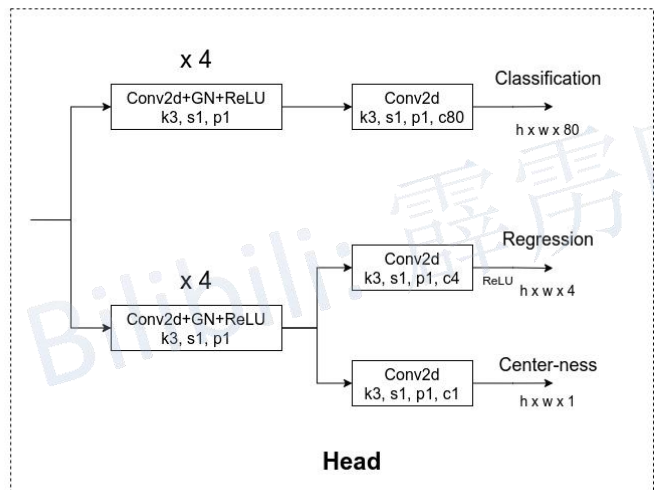 x 4
Conv2d+GN+ReLU
k3, s1, p1
Conv2d
k3, s1, p1, c80
Classification
h x w x 80
x 4
Conv2d+GN+ReLU
k3, s1, p1
Conv2d
k3, s1, p1, c4
ReLU
Regression
h x w x 4
Conv2d
k3, s1, p1, c1
Center-ness
h x w x 1
Head
Bilibili: 霹雳